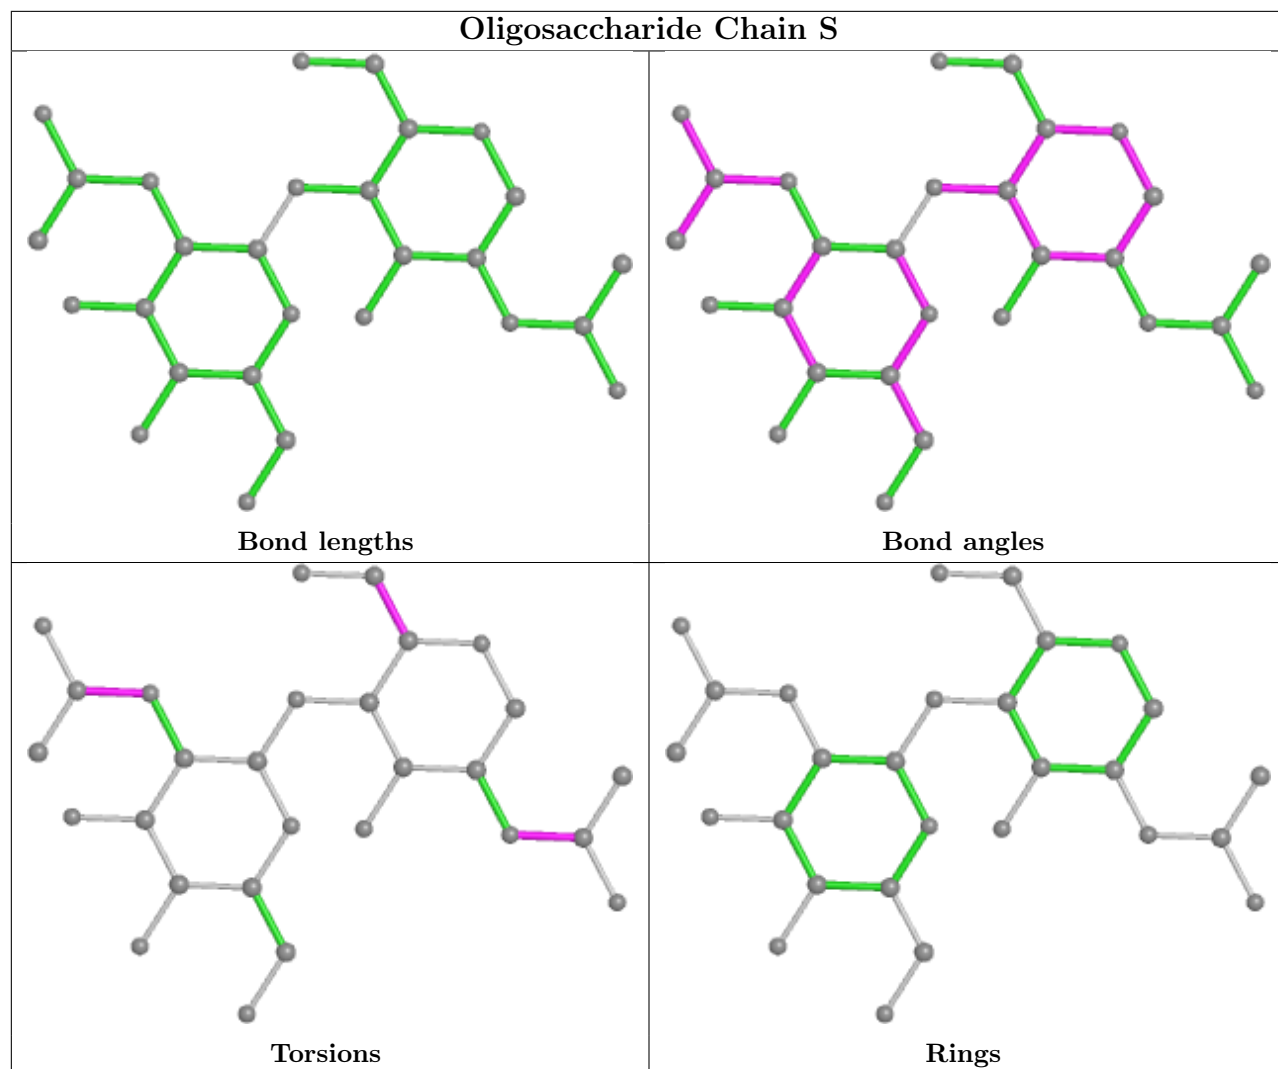 Oligosaccharide Chain S
Bond lengths
Bond angles
Torsions
Rings